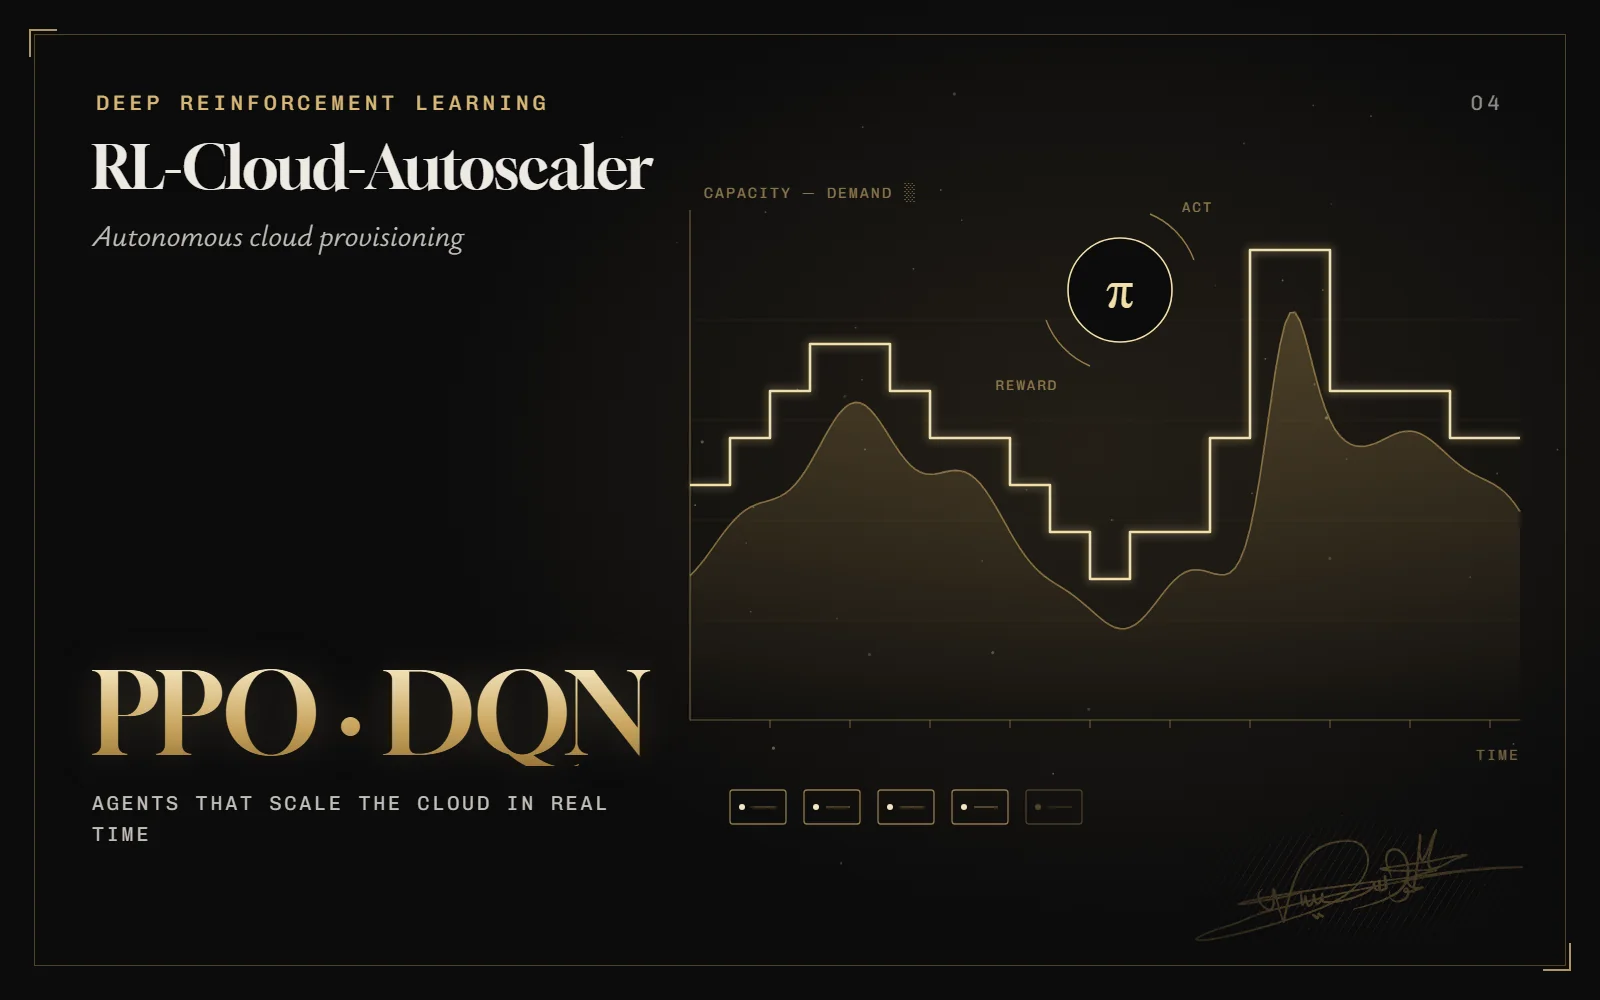 DEEP REINFORCEMENT LEARNING
04
RL-Cloud-Autoscaler
Autonomous cloud provisioning
CAPACITY — DEMAND ▒
ACT
π
REWARD
PPO · DQN
TIME
AGENTS THAT SCALE THE CLOUD IN REAL
TIME